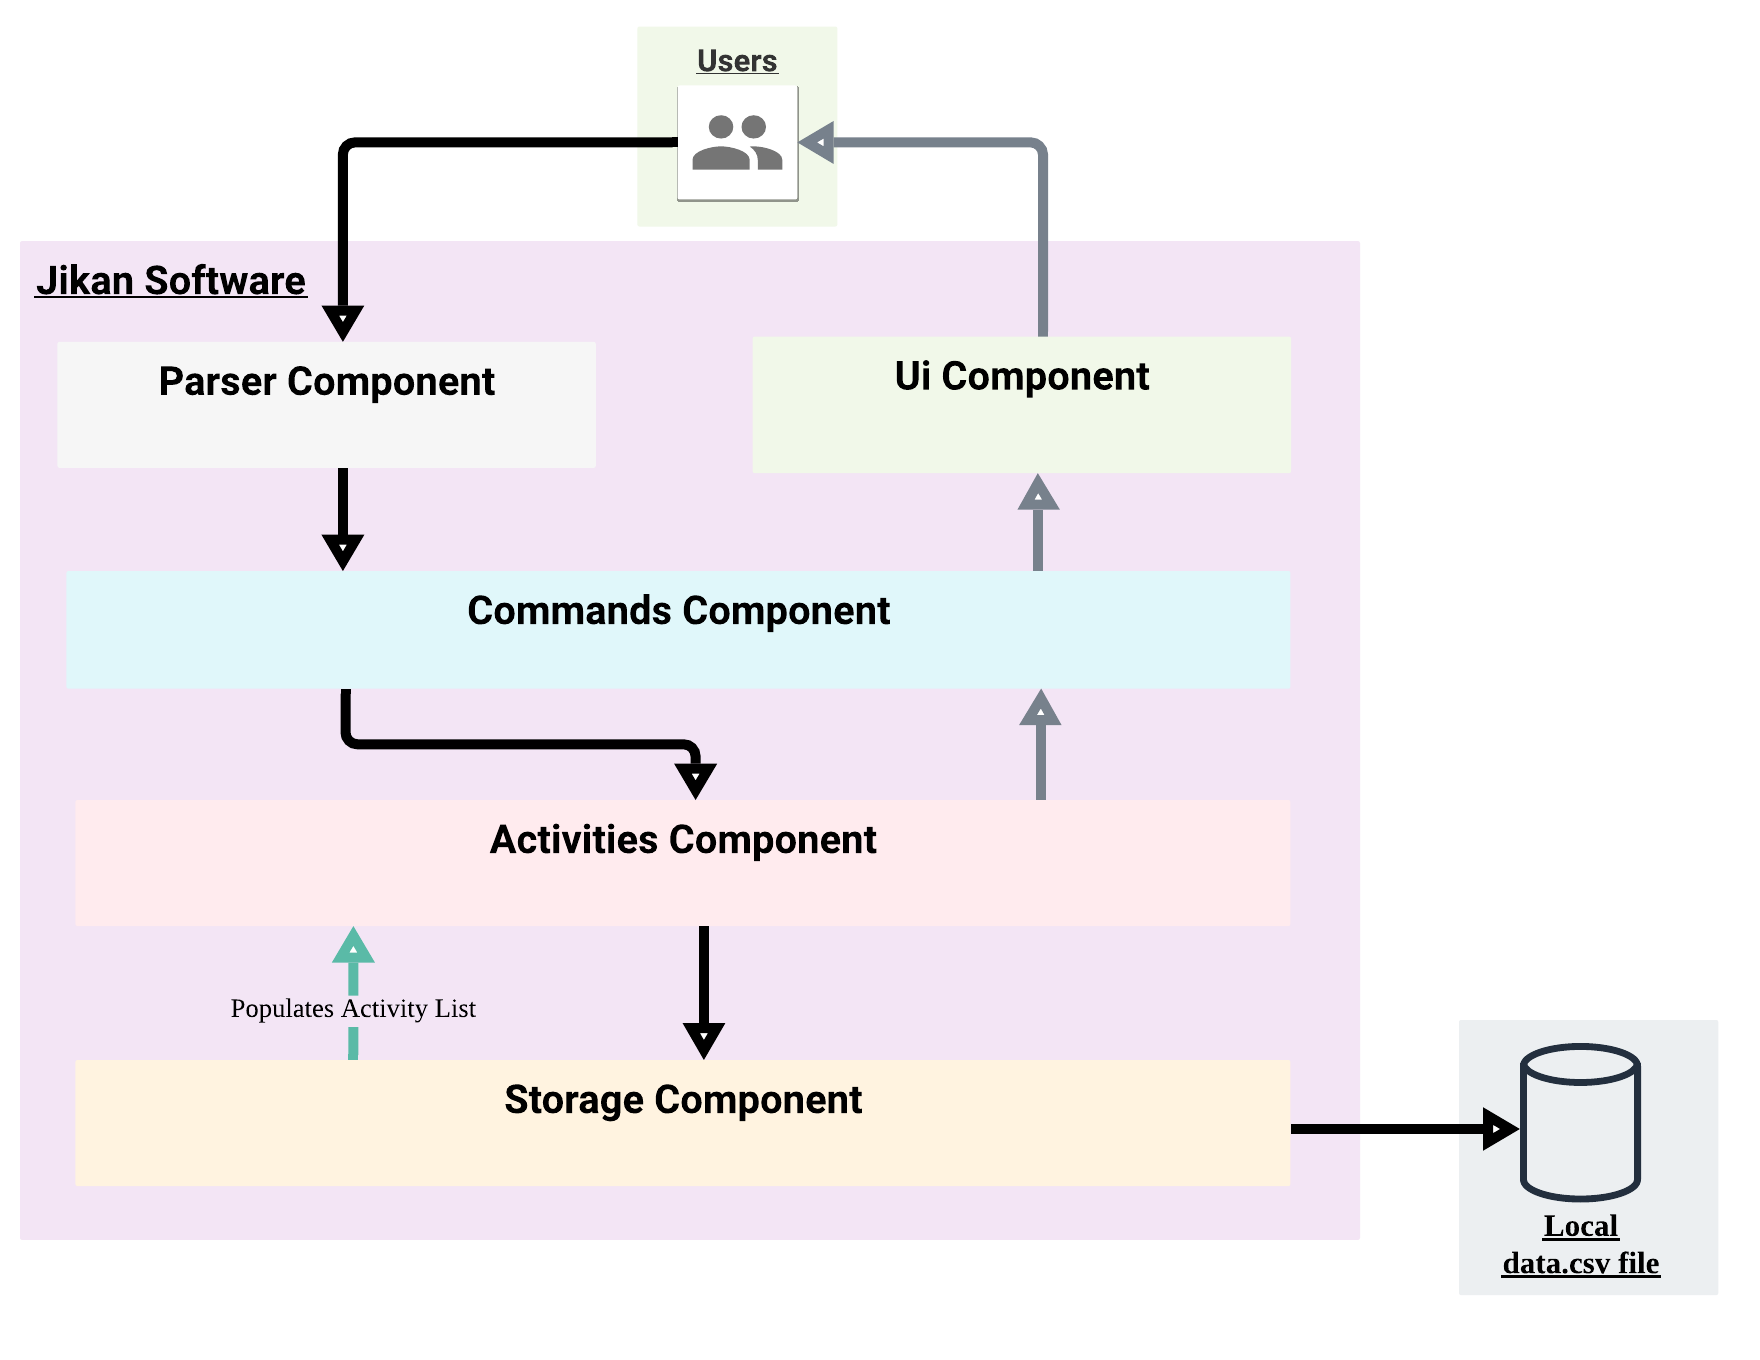 Users
Jikan Software
Parser Component
Ui Component
Commands Component
Activities Component
Populates Activity List
Storage Component
Local
data.csv file